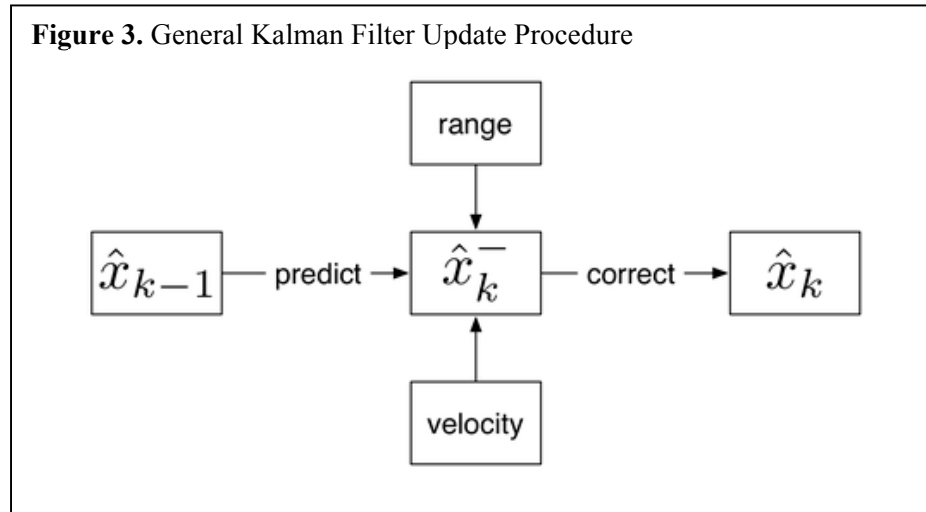 Figure 3. General Kalman Filter Update Procedure
range
x̂ₖ₋₁ predict x̂ₖ⁻ correct x̂ₖ
velocity